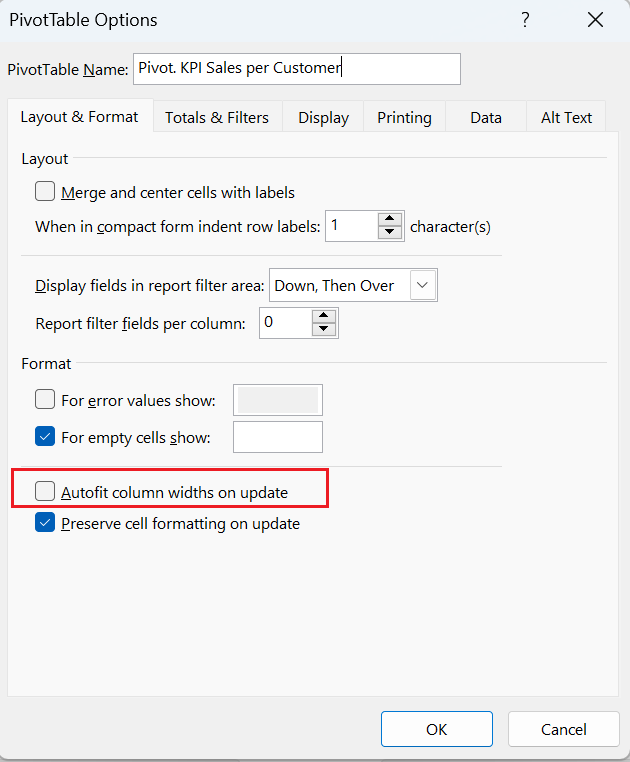 PivotTable Options ?
PivotTable Name: Pivot. KPI Sales per Customer
Layout & Format Totals & Filters Display Printing Data Alt Text
Layout
Merge and center cells with labels
When in compact form indent row labels: 1 character(s)
Display fields in report filter area: Down, Then Over
Report filter fields per column: 0
Format
For error values show:
For empty cells show:
Autofit column widths on update
Preserve cell formatting on update
OK Cancel